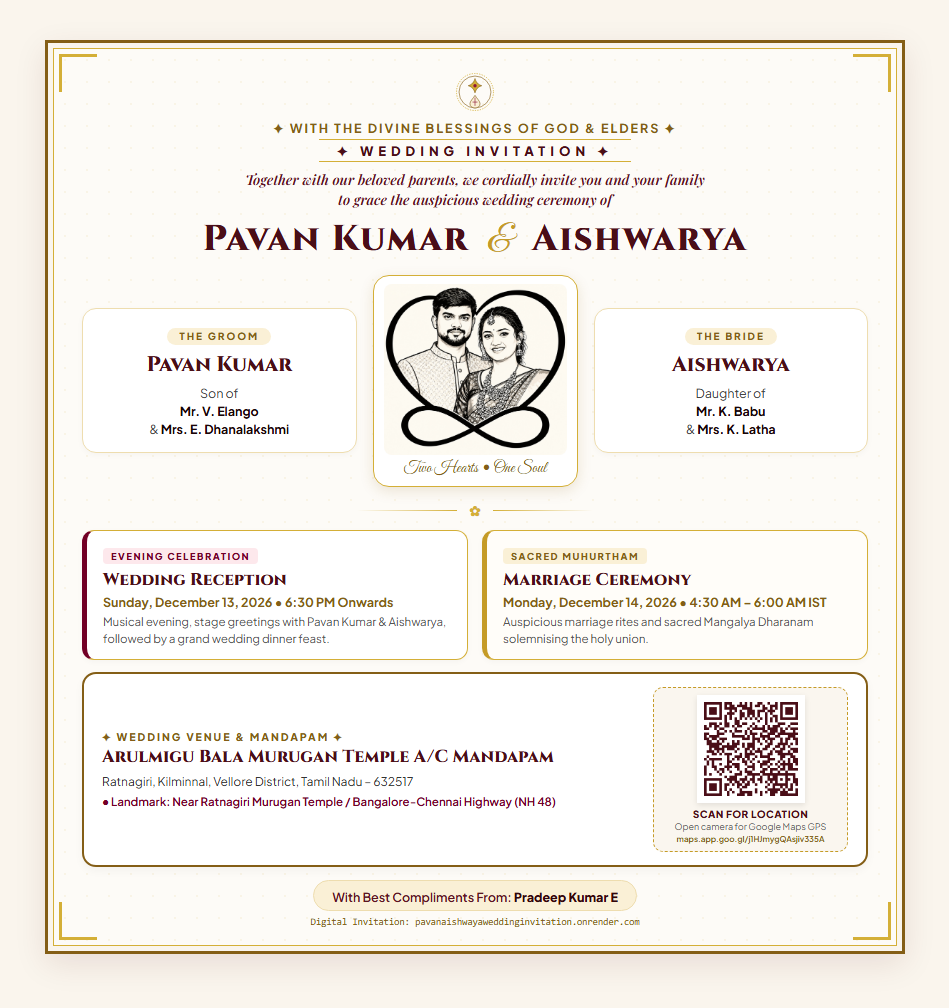 ✦ WITH THE DIVINE BLESSINGS OF GOD & ELDERS ✦
✦ WEDDING INVITATION ✦
Together with our beloved parents, we cordially invite you and your family
to grace the auspicious wedding ceremony of
PAVAN KUMAR & AISHWARYA
THE GROOM
PAVAN KUMAR
Son of
Mr. V. Elango
& Mrs. E. Dhanalakshmi
Two Hearts • One Soul
THE BRIDE
AISHWARYA
Daughter of
Mr. K. Babu
& Mrs. K. Latha
EVENING CELEBRATION
WEDDING RECEPTION
Sunday, December 13, 2026 • 6:30 PM Onwards
Musical evening, stage greetings with Pavan Kumar & Aishwarya,
followed by a grand wedding dinner feast.
SACRED MUHURTHAM
MARRIAGE CEREMONY
Monday, December 14, 2026 • 4:30 AM – 6:00 AM IST
Auspicious marriage rites and sacred Mangalya Dharanam
solemnising the holy union.
✦ WEDDING VENUE & MANDAPAM ✦
ARULMIGU BALA MURUGAN TEMPLE A/C MANDAPAM
Ratnagiri, Kilminnal, Vellore District, Tamil Nadu – 632517
• Landmark: Near Ratnagiri Murugan Temple / Bangalore-Chennai Highway (NH 48)
SCAN FOR LOCATION
Open camera for Google Maps GPS
maps.app.goo.gl/j1HJmygQAsjiv335A
With Best Compliments From: Pradeep Kumar E
Digital Invitation: pavanaishwayaweddinginvitation.onrender.com